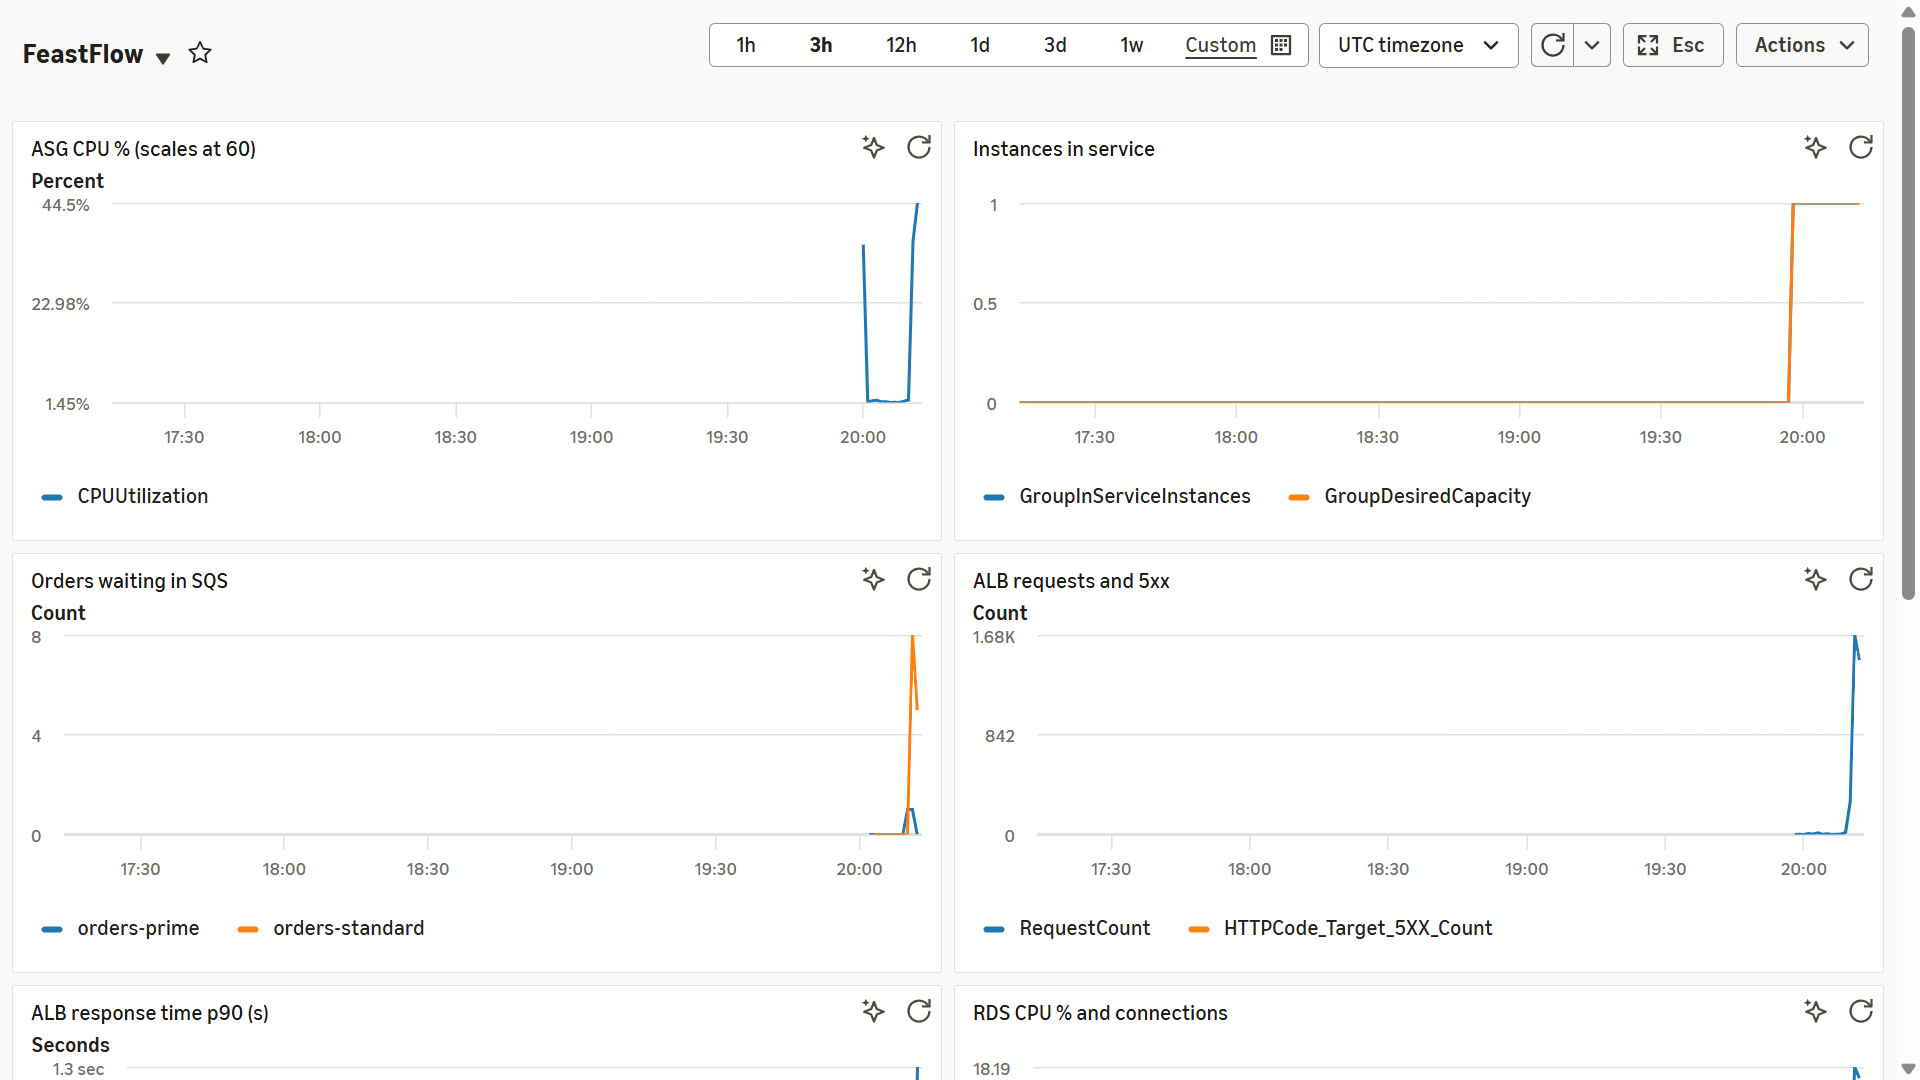 FeastFlow
1h 3h 12h 1d 3d 1w Custom UTC timezone Esc Actions
ASG CPU % (scales at 60)
Percent
44.5%
22.98%
1.45%
17:30 18:00 18:30 19:00 19:30 20:00
CPUUtilization
Instances in service
1
0.5
0
17:30 18:00 18:30 19:00 19:30 20:00
GroupInServiceInstances GroupDesiredCapacity
Orders waiting in SQS
Count
8
4
0
17:30 18:00 18:30 19:00 19:30 20:00
orders-prime orders-standard
ALB requests and 5xx
Count
1.68K
842
0
17:30 18:00 18:30 19:00 19:30 20:00
RequestCount HTTPCode_Target_5XX_Count
ALB response time p90 (s)
Seconds
1.3 sec
RDS CPU % and connections
18.19